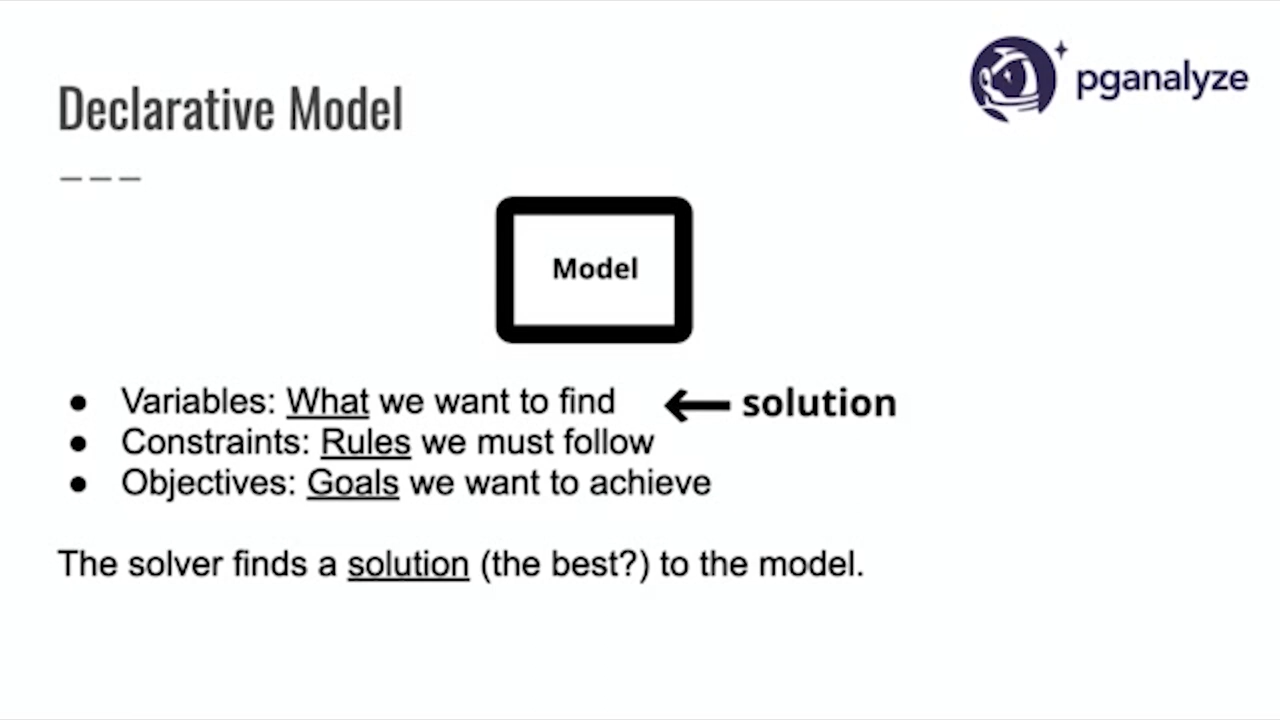 pganalyze
Declarative Model
Model
● Variables: What we want to find
← solution
● Constraints: Rules we must follow
● Objectives: Goals we want to achieve
The solver finds a solution (the best?) to the model.